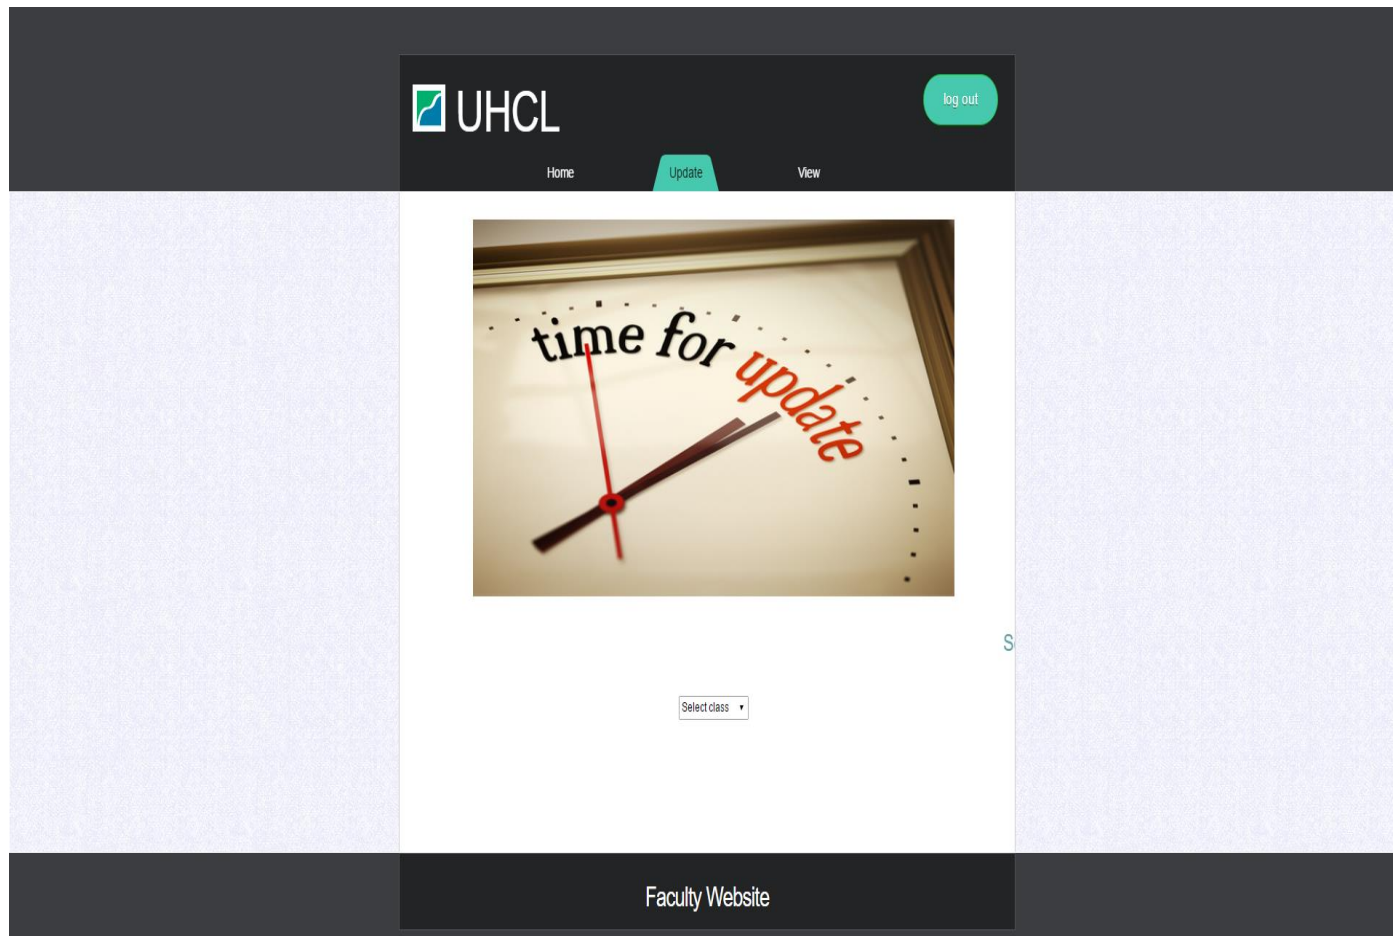 UHCL
log out
Home Update View
time for update
S
Select class
Faculty Website